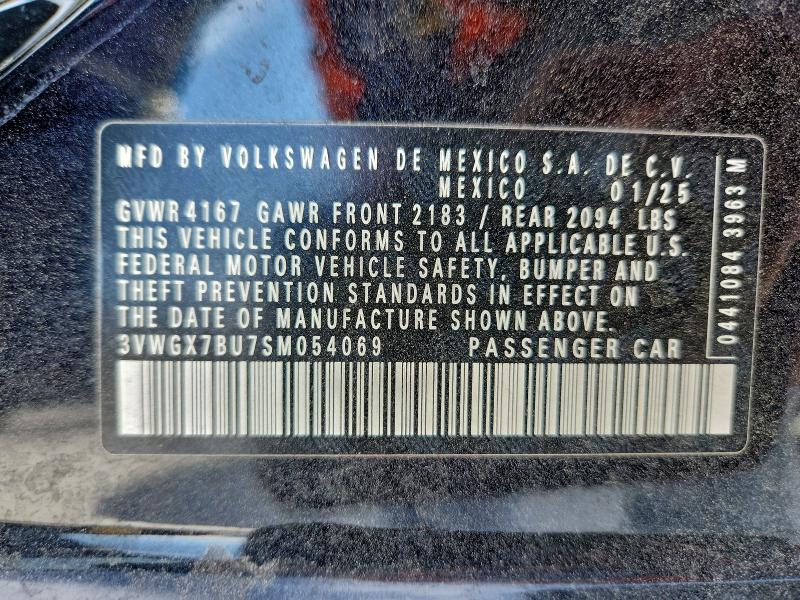 MFD BY VOLKSWAGEN DE MEXICO S.A. DE C.V.
MEXICO 01/25
GVWR 4167 GAWR FRONT 2183 / REAR 2094 LBS
THIS VEHICLE CONFORMS TO ALL APPLICABLE U.S.
FEDERAL MOTOR VEHICLE SAFETY, BUMPER AND
THEFT PREVENTION STANDARDS IN EFFECT ON
THE DATE OF MANUFACTURE SHOWN ABOVE.
3VWGX7BU7SM054069 PASSENGER CAR
0441084 3963 M